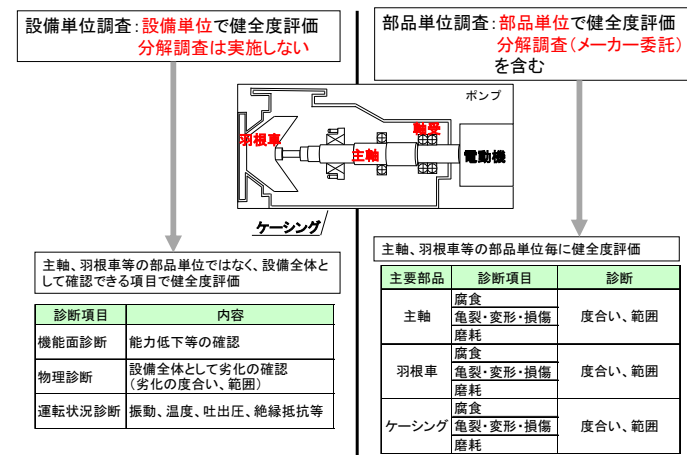 設備単位調査：設備単位で健全度評価
分解調査は実施しない
部品単位調査：部品単位で健全度評価
分解調査（メーカー委託）
を含む
ポンプ
羽根車
主軸
軸受
電動機
ケーシング
主軸、羽根車等の部品単位ではなく、設備全体と
して確認できる項目で健全度評価
診断項目 内容
機能面診断 能力低下等の確認
物理診断 設備全体として劣化の確認
（劣化の度合い、範囲）
運転状況診断 振動、温度、吐出圧、絶縁抵抗等
主軸、羽根車等の部品単位毎に健全度評価
主要部品 診断項目 診断
腐食
主軸 亀裂・変形・損傷 度合い、範囲
磨耗
腐食
羽根車 亀裂・変形・損傷 度合い、範囲
磨耗
腐食
ケーシング 亀裂・変形・損傷 度合い、範囲
磨耗